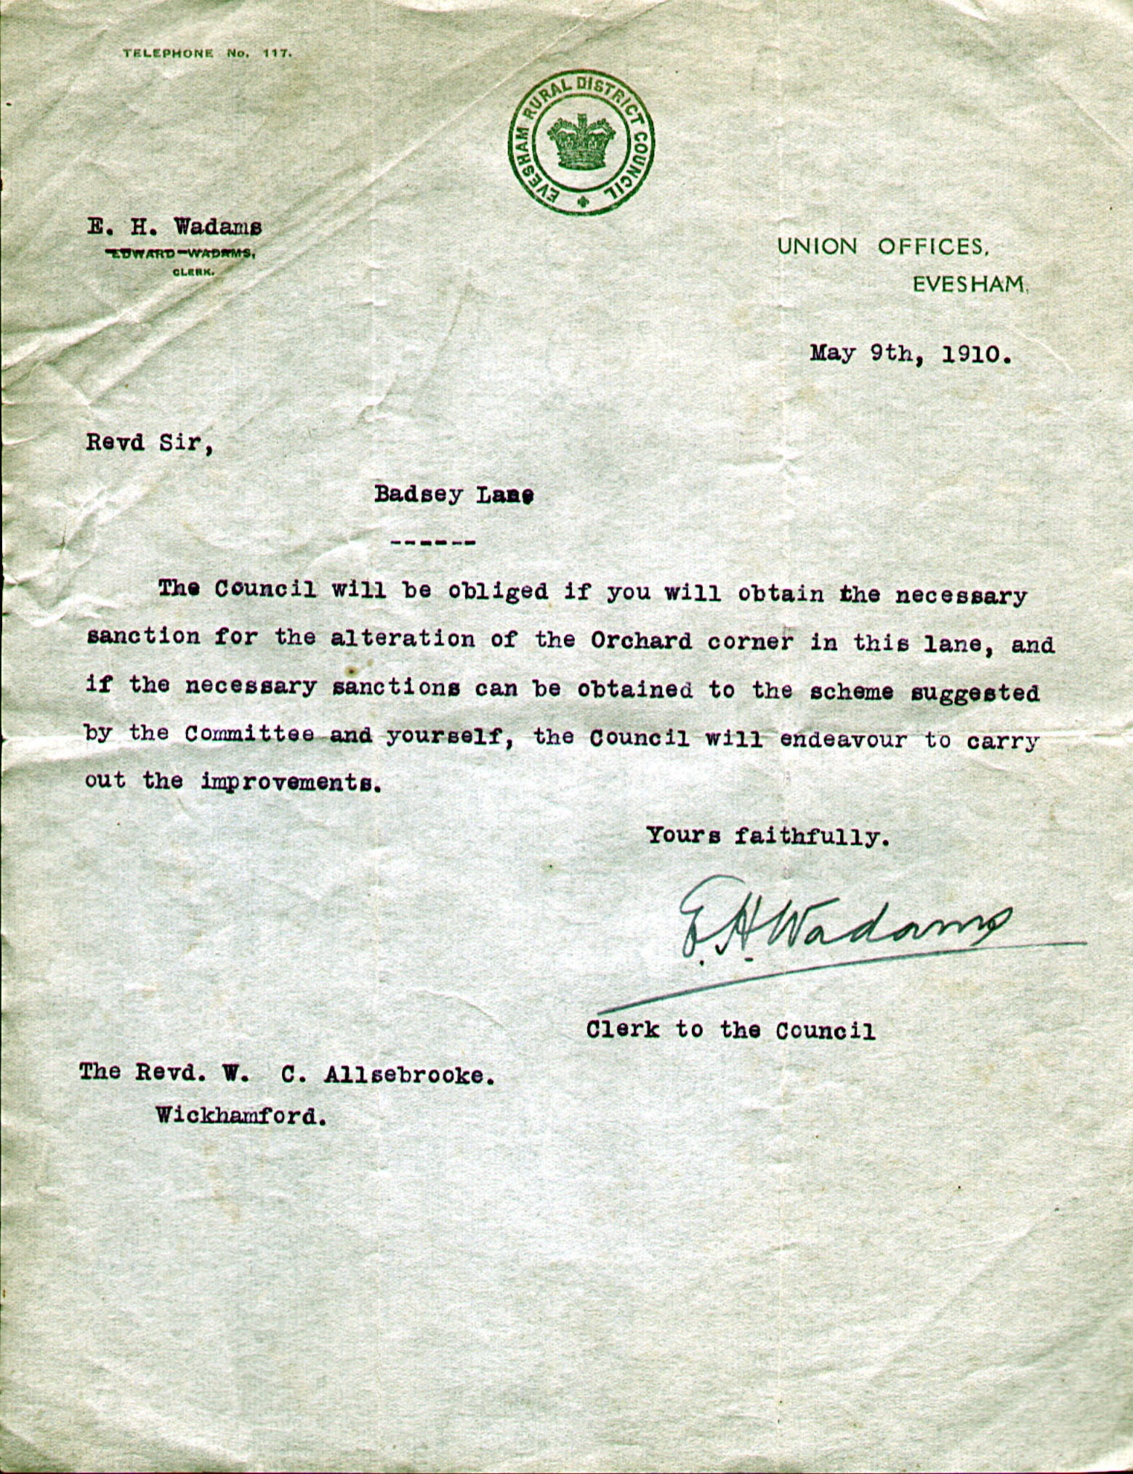 TELEPHONE No. 117.
EVESHAM RURAL DISTRICT COUNCIL
E. H. Wadams
EDWARD WADAMS,
CLERK.
UNION OFFICES,
EVESHAM.
May 9th, 1910.
Revd Sir,
Badsey Lane
------
The Council will be obliged if you will obtain the necessary
sanction for the alteration of the Orchard corner in this lane, and
if the necessary sanctions can be obtained to the scheme suggested
by the Committee and yourself, the Council will endeavour to carry
out the improvements.
Yours faithfully.
E. H. Wadams
Clerk to the Council
The Revd. W. C. Allsebrooke.
Wickhamford.